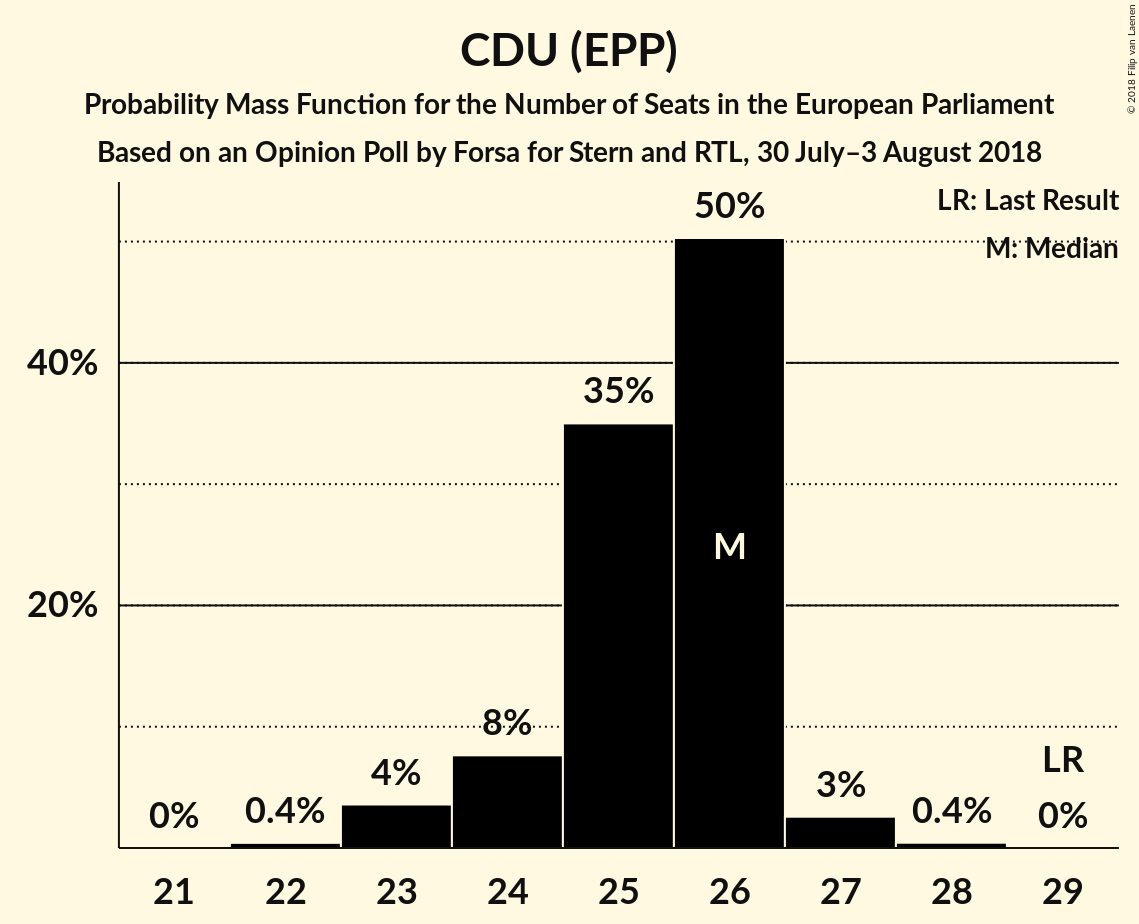 CDU (EPP)
Probability Mass Function for the Number of Seats in the European Parliament
Based on an Opinion Poll by Forsa for Stern and RTL, 30 July–3 August 2018
© 2018 Filip van Laenen
LR: Last Result
M: Median
50%
40%
35%
M
20%
8%
4%
3%
LR
0%
0.4%
0.4%
0%
21
22
23
24
25
26
27
28
29